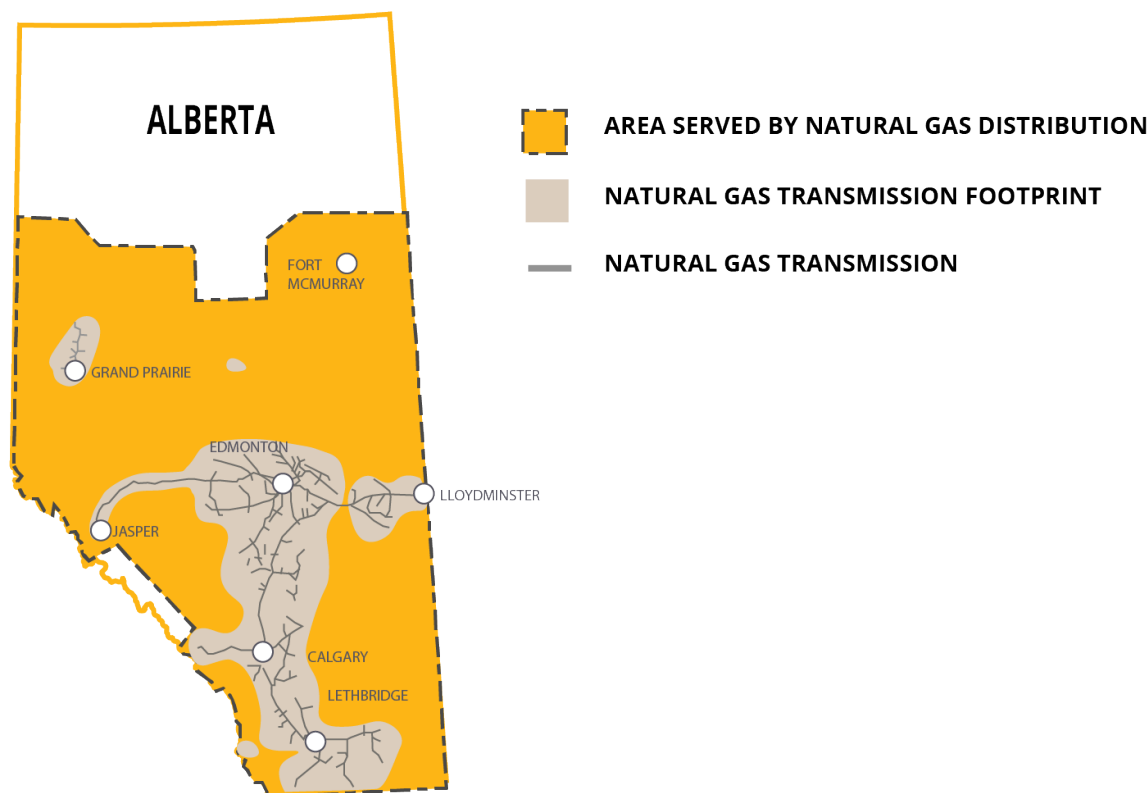 ALBERTA
AREA SERVED BY NATURAL GAS DISTRIBUTION
NATURAL GAS TRANSMISSION FOOTPRINT
NATURAL GAS TRANSMISSION
FORT
MCMURRAY
GRAND PRAIRIE
EDMONTON
LLOYDMINSTER
JASPER
CALGARY
LETHBRIDGE